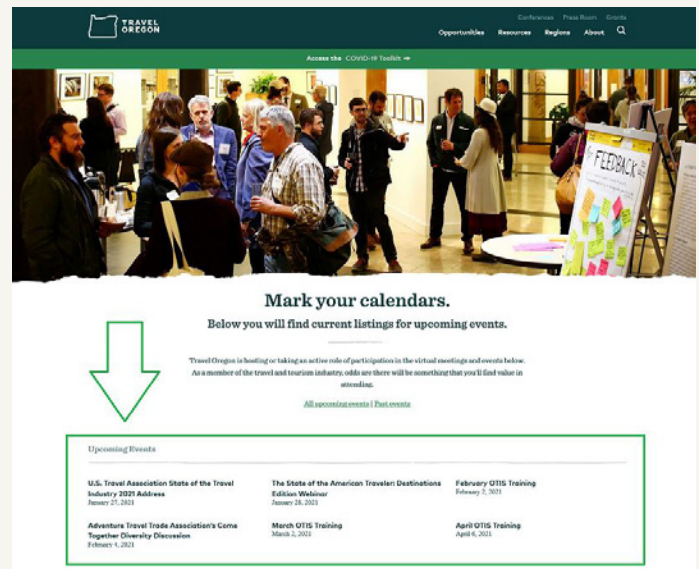 TRAVEL
OREGON
Conferences Press Room Grants
Opportunities Resources Regions About
Access the COVID-19 Toolkit
FEEDBACK
Mark your calendars.
Below you will find current listings for upcoming events.
Travel Oregon is hosting or taking an active role of participation in the virtual meetings and events below.
As a member of the travel and tourism industry, odds are there will be something that you'll find value in
attending.
All upcoming events | Past events
Upcoming Events
U.S. Travel Association State of the Travel
Industry 2021 Address
January 27, 2021
The State of the American Traveler: Destinations
Edition Webinar
January 28, 2021
February OTIS Training
February 2, 2021
Adventure Travel Trade Association's Come
Together Diversity Discussion
February 4, 2021
March OTIS Training
March 2, 2021
April OTIS Training
April 6, 2021